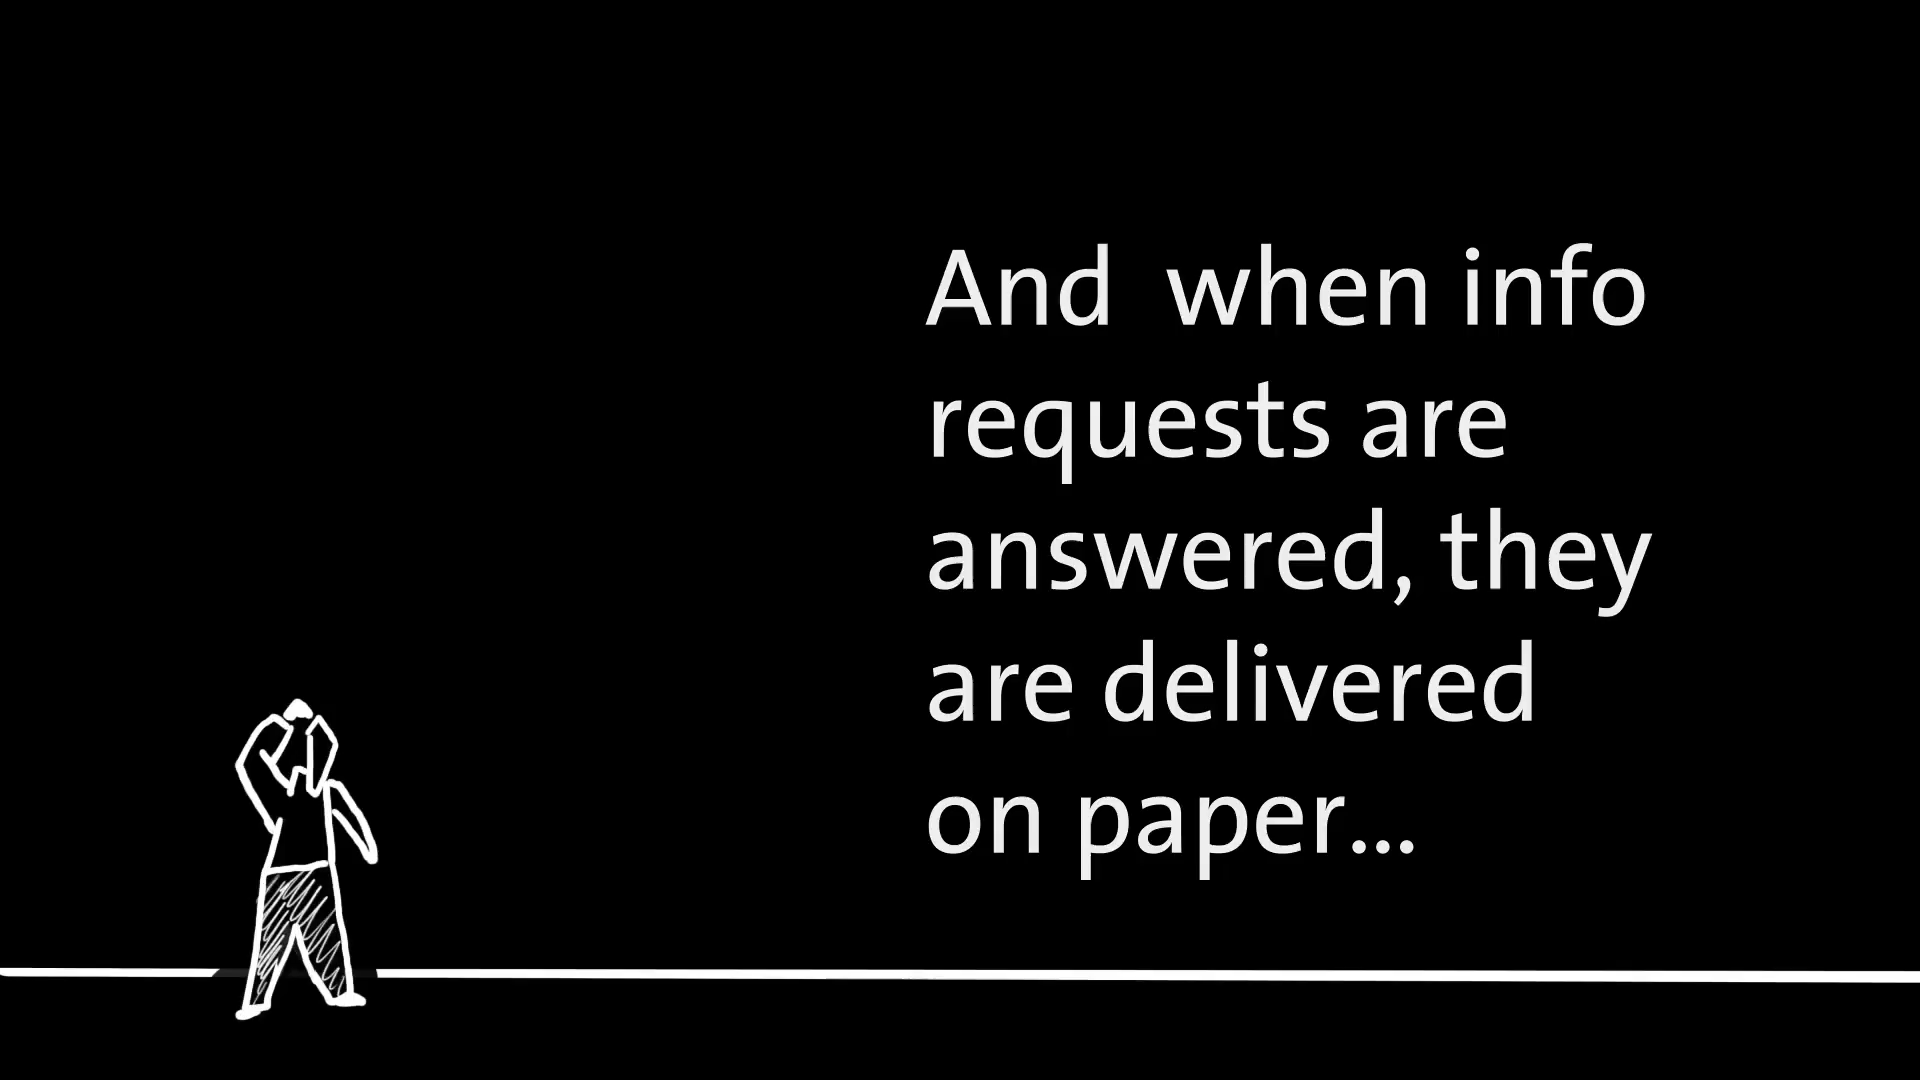 And  when info
requests are
answered, they
are delivered
on paper...